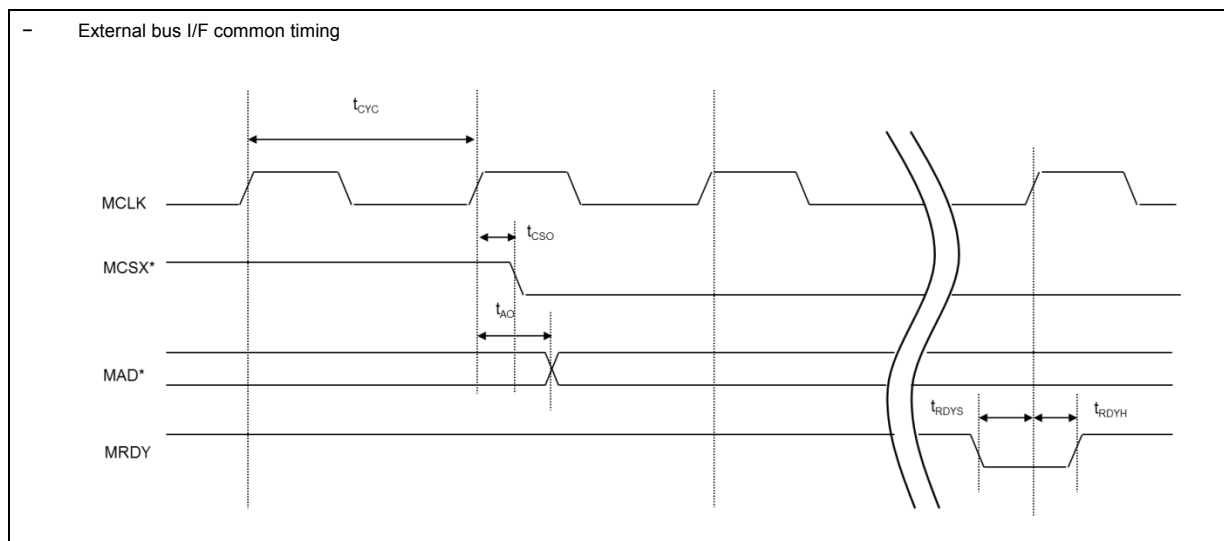 − External bus I/F common timing
tCYC
MCLK
tCSO
MCSX*
tAO
MAD*
tRDYS
tRDYH
MRDY